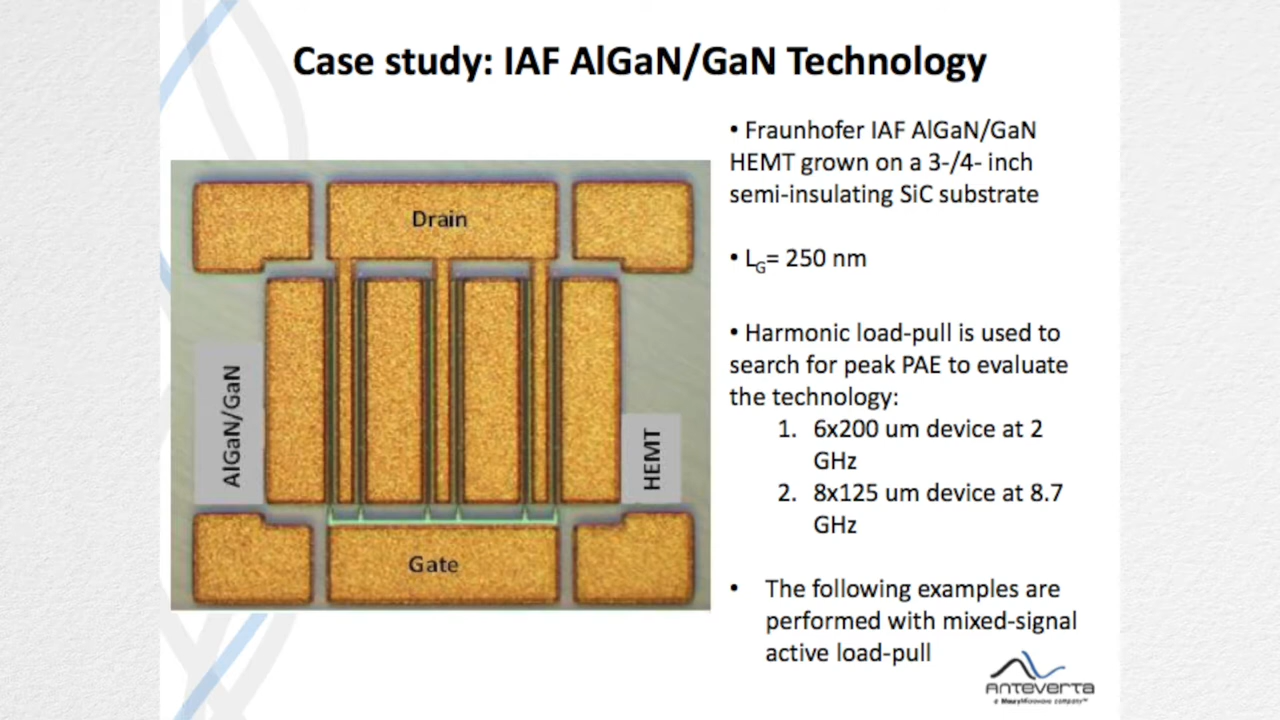 Case study: IAF AlGaN/GaN Technology
Drain
AlGaN/GaN
HEMT
Gate
• Fraunhofer IAF AlGaN/GaN
HEMT grown on a 3-/4- inch
semi-insulating SiC substrate
• LG= 250 nm
• Harmonic load-pull is used to
search for peak PAE to evaluate
the technology:
1. 6x200 um device at 2
GHz
2. 8x125 um device at 8.7
GHz
• The following examples are
performed with mixed-signal
active load-pull
ANTEVERTA
a MauryMicrowave company™